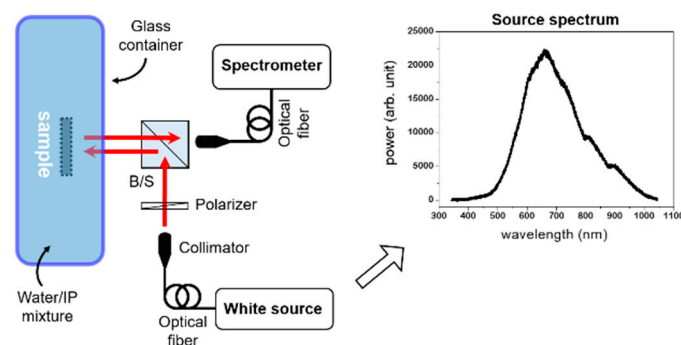 Glass
container
sample
Water/IP
mixture
Spectrometer
Optical
fiber
B/S
Polarizer
Collimator
Optical
fiber
White source
Source spectrum
power (arb. unit)
25000
20000
15000
10000
5000
0
300 400 500 600 700 800 900 1000 1100
wavelength (nm)